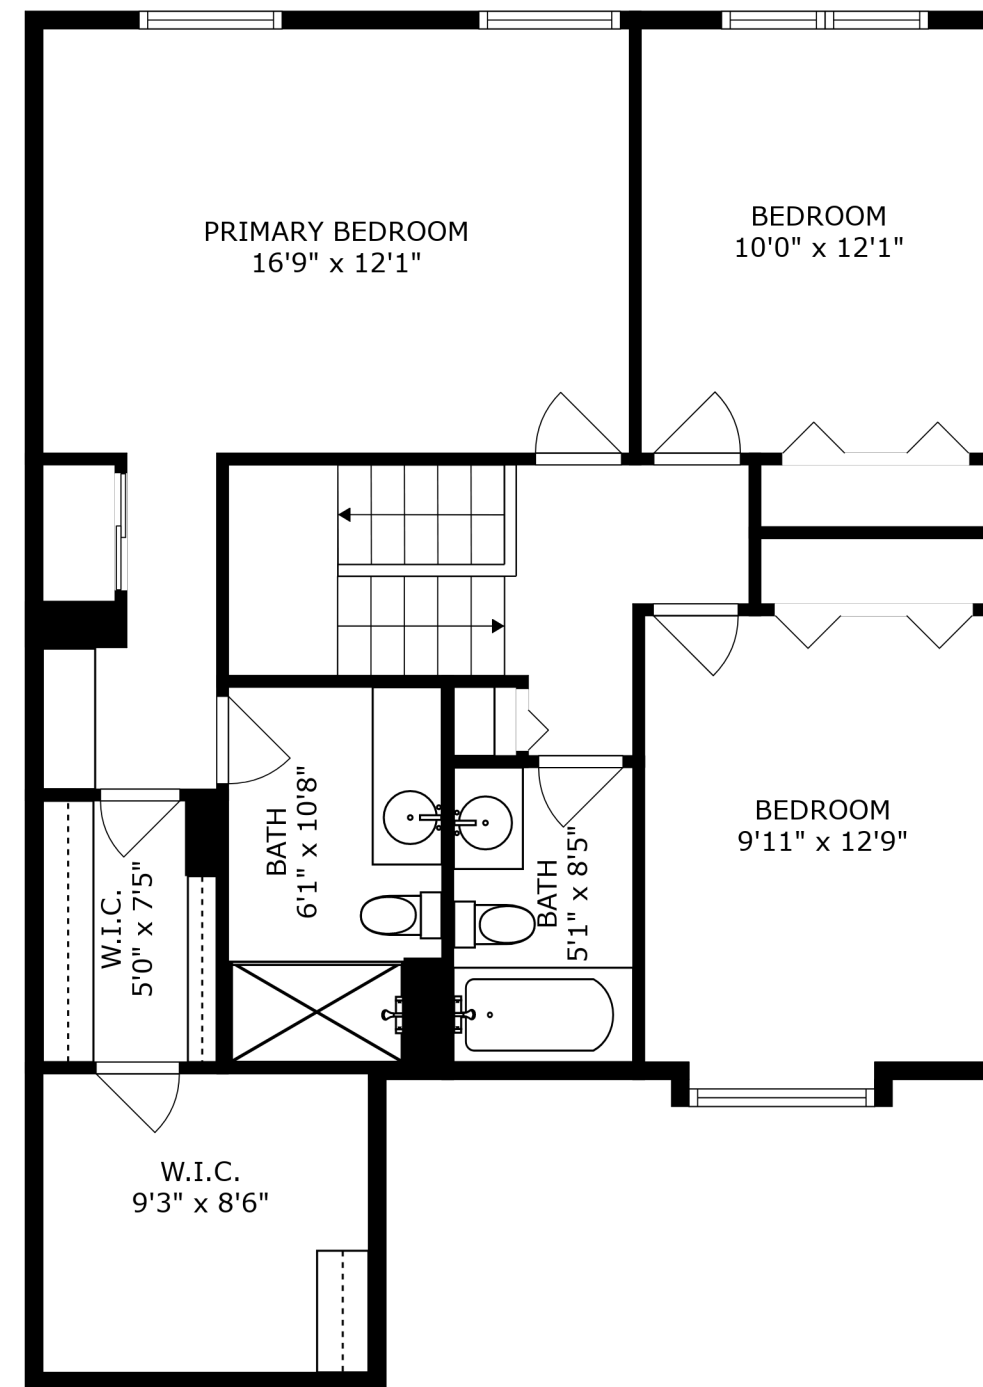 PRIMARY BEDROOM
16'9" x 12'1"
BEDROOM
10'0" x 12'1"
BATH
6'1" x 10'8"
BATH
5'1" x 8'5"
BEDROOM
9'11" x 12'9"
W.I.C.
5'0" x 7'5"
W.I.C.
9'3" x 8'6"